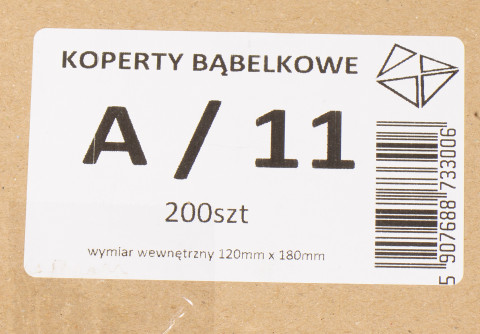 KOPERTY BĄBELKOWE
A / 11
200szt
wymiar wewnętrzny 120mm x 180mm
5 907688 733006